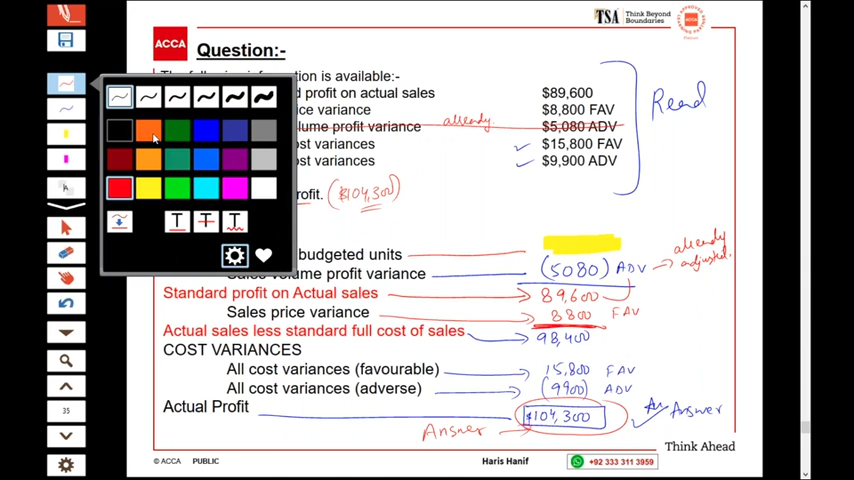 TSA Think Beyond
Boundaries
ACCA Question:-
The following information is available:-
d profit on actual sales $89,600
rice variance $8,800 FAV
already
lume profit variance $5,080 ADV
ost variances $15,800 FAV
ost variances $9,900 ADV
Read
rofit. ($104,300)
budgeted units
Sales volume profit variance (5080) ADV already
adjusted.
Standard profit on Actual sales 89,600
Sales price variance 8800 FAV
Actual sales less standard full cost of sales 98,400
COST VARIANCES
All cost variances (favourable) 15,800 FAV
All cost variances (adverse) (9900) ADV
Actual Profit $104,300 Answer
Answer
Think Ahead
© ACCA PUBLIC Haris Hanif +92 333 311 3959
35